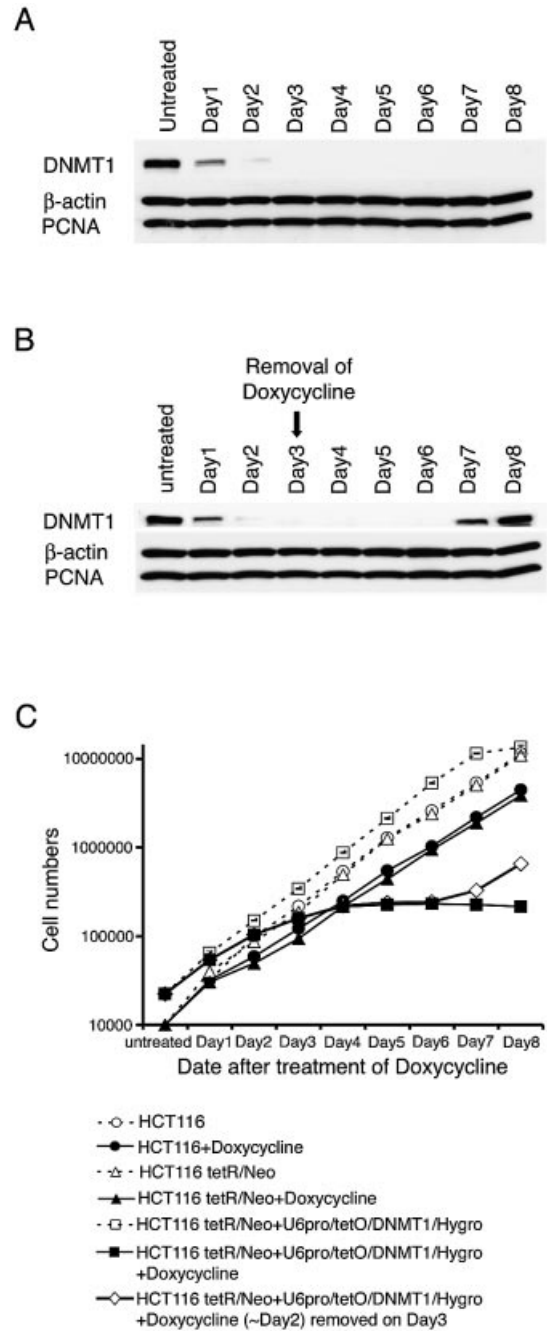 A
Untreated Day1 Day2 Day3 Day4 Day5 Day6 Day7 Day8
DNMT1
β-actin
PCNA
B
Removal of
Doxycycline
untreated Day1 Day2 Day3 Day4 Day5 Day6 Day7 Day8
DNMT1
β-actin
PCNA
C
10000000
1000000
100000
10000
Cell numbers
untreated Day1 Day2 Day3 Day4 Day5 Day6 Day7 Day8
Date after treatment of Doxycycline
HCT116
HCT116+Doxycycline
HCT116 tetR/Neo
HCT116 tetR/Neo+Doxycycline
HCT116 tetR/Neo+U6pro/tetO/DNMT1/Hygro
HCT116 tetR/Neo+U6pro/tetO/DNMT1/Hygro
+Doxycycline
HCT116 tetR/Neo+U6pro/tetO/DNMT1/Hygro
+Doxycycline (~Day2) removed on Day3